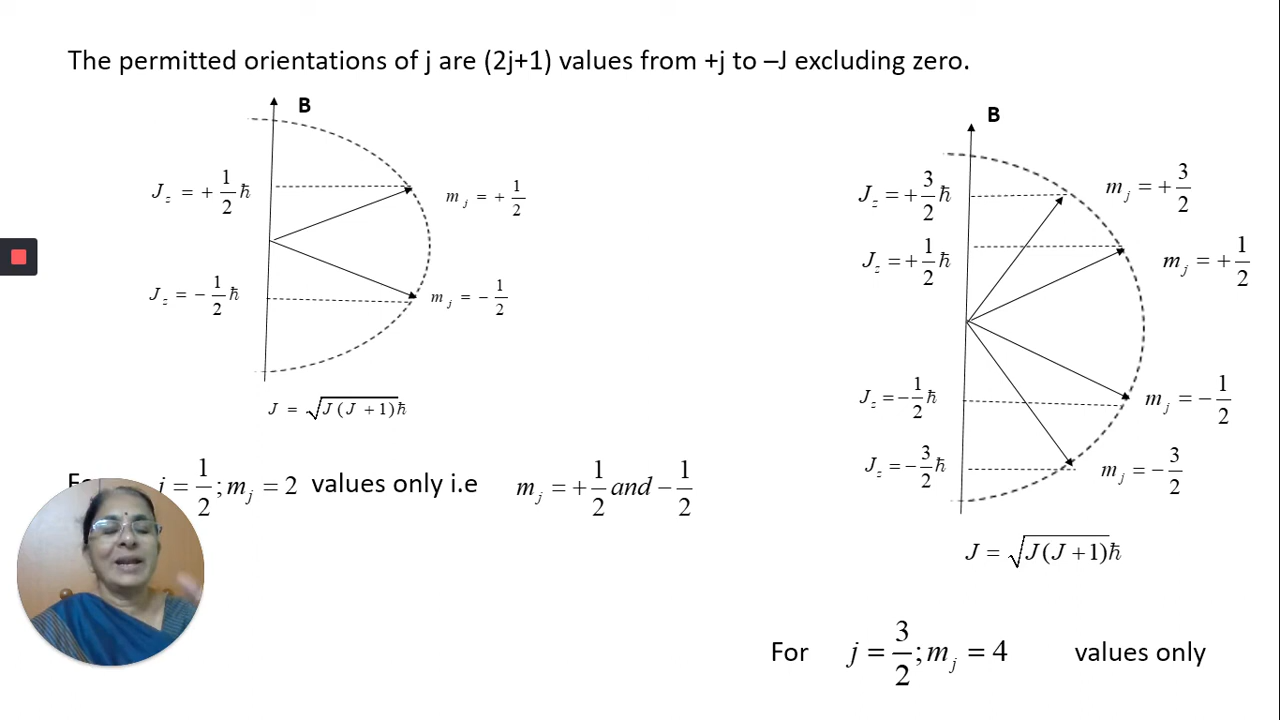 The permitted orientations of j are (2j+1) values from +j to –J excluding zero.
B
J_z = + 1/2 ħ
m_j = + 1/2
J_z = - 1/2 ħ
m_j = - 1/2
J = √J(J+1)ħ
j = 1/2 ; m_j = 2 values only i.e m_j = + 1/2 and - 1/2
B
J_z = + 3/2 ħ
m_j = + 3/2
J_z = + 1/2 ħ
m_j = + 1/2
J_z = - 1/2 ħ
m_j = - 1/2
J_z = - 3/2 ħ
m_j = - 3/2
J = √J(J+1)ħ
For j = 3/2 ; m_j = 4 values only